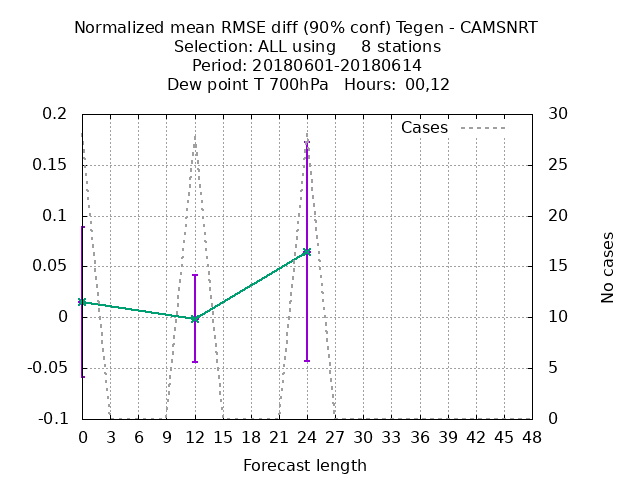 Normalized mean RMSE diff (90% conf) Tegen - CAMSNRT
Selection: ALL using     8 stations
Period: 20180601-20180614
Dew point T 700hPa   Hours:  00,12
Cases
0.2
0.15
0.1
0.05
0
-0.05
-0.1
30
25
20
15
10
5
0
No cases
0 3 6 9 12 15 18 21 24 27 30 33 36 39 42 45 48
Forecast length